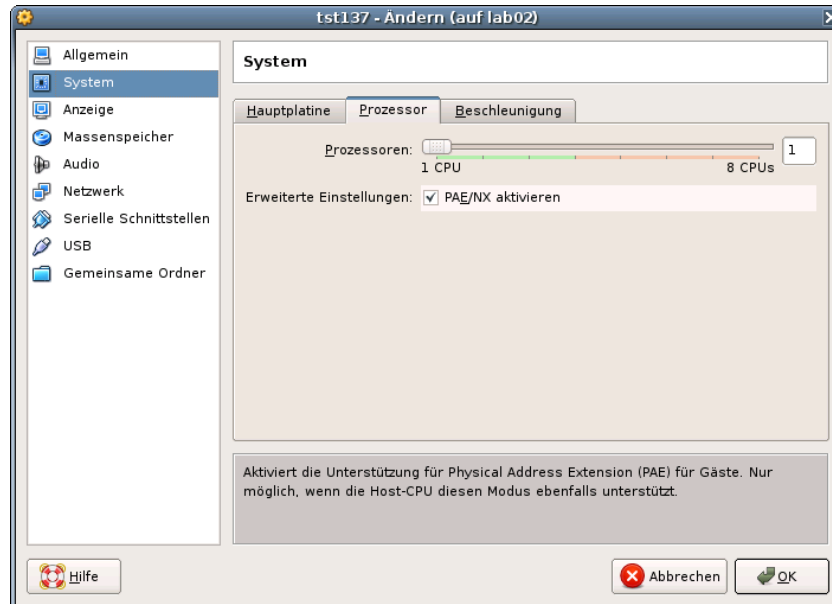 tst137 - Ändern (auf lab02)
Allgemein
System
Anzeige
Massenspeicher
Audio
Netzwerk
Serielle Schnittstellen
USB
Gemeinsame Ordner
System
Hauptplatine Prozessor Beschleunigung
Prozessoren: 1
1 CPU 8 CPUs
Erweiterte Einstellungen: PAE/NX aktivieren
Aktiviert die Unterstützung für Physical Address Extension (PAE) für Gäste. Nur
möglich, wenn die Host-CPU diesen Modus ebenfalls unterstützt.
Hilfe Abbrechen OK